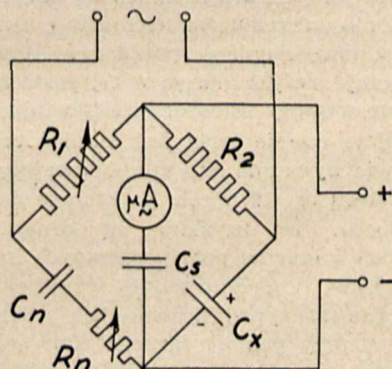 ~
R1
R2
μA
~
+
Cs
Cn
+
-
Cx
Rn
-